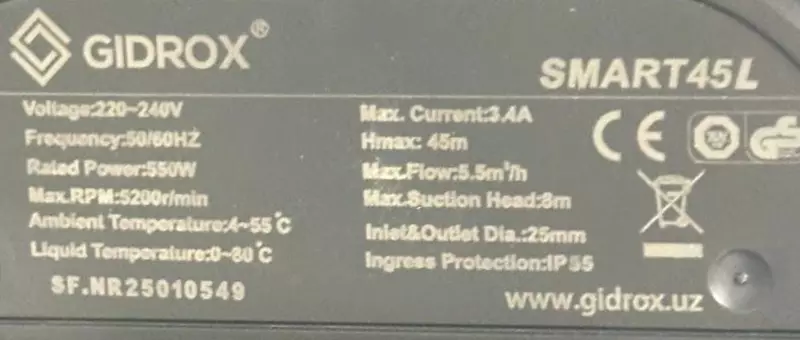 GIDROX®
SMART45L
Voltage:220~240V
Frequency:50/60HZ
Rated Power:550W
Max.RPM:5200r/min
Ambient Temperature:4~55°C
Liquid Temperature:0~80°C
SF.NR25010549
Max. Current:3.4A
Hmax: 45m
Max.Flow:5.5m³/h
Max.Suction Head:8m
Inlet&Outlet Dia.:25mm
Ingress Protection:IP55
CE
www.gidrox.uz